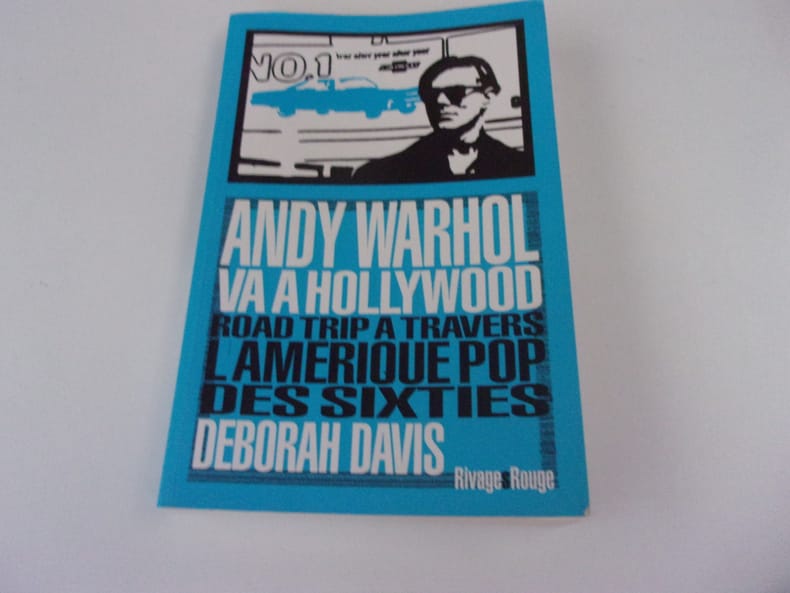 NO.1
year after year after year
ANDY WARHOL
VA A HOLLYWOOD
ROAD TRIP A TRAVERS
L AMERIQUE POP
DES SIXTIES
DEBORAH DAVIS
Rivages Rouge